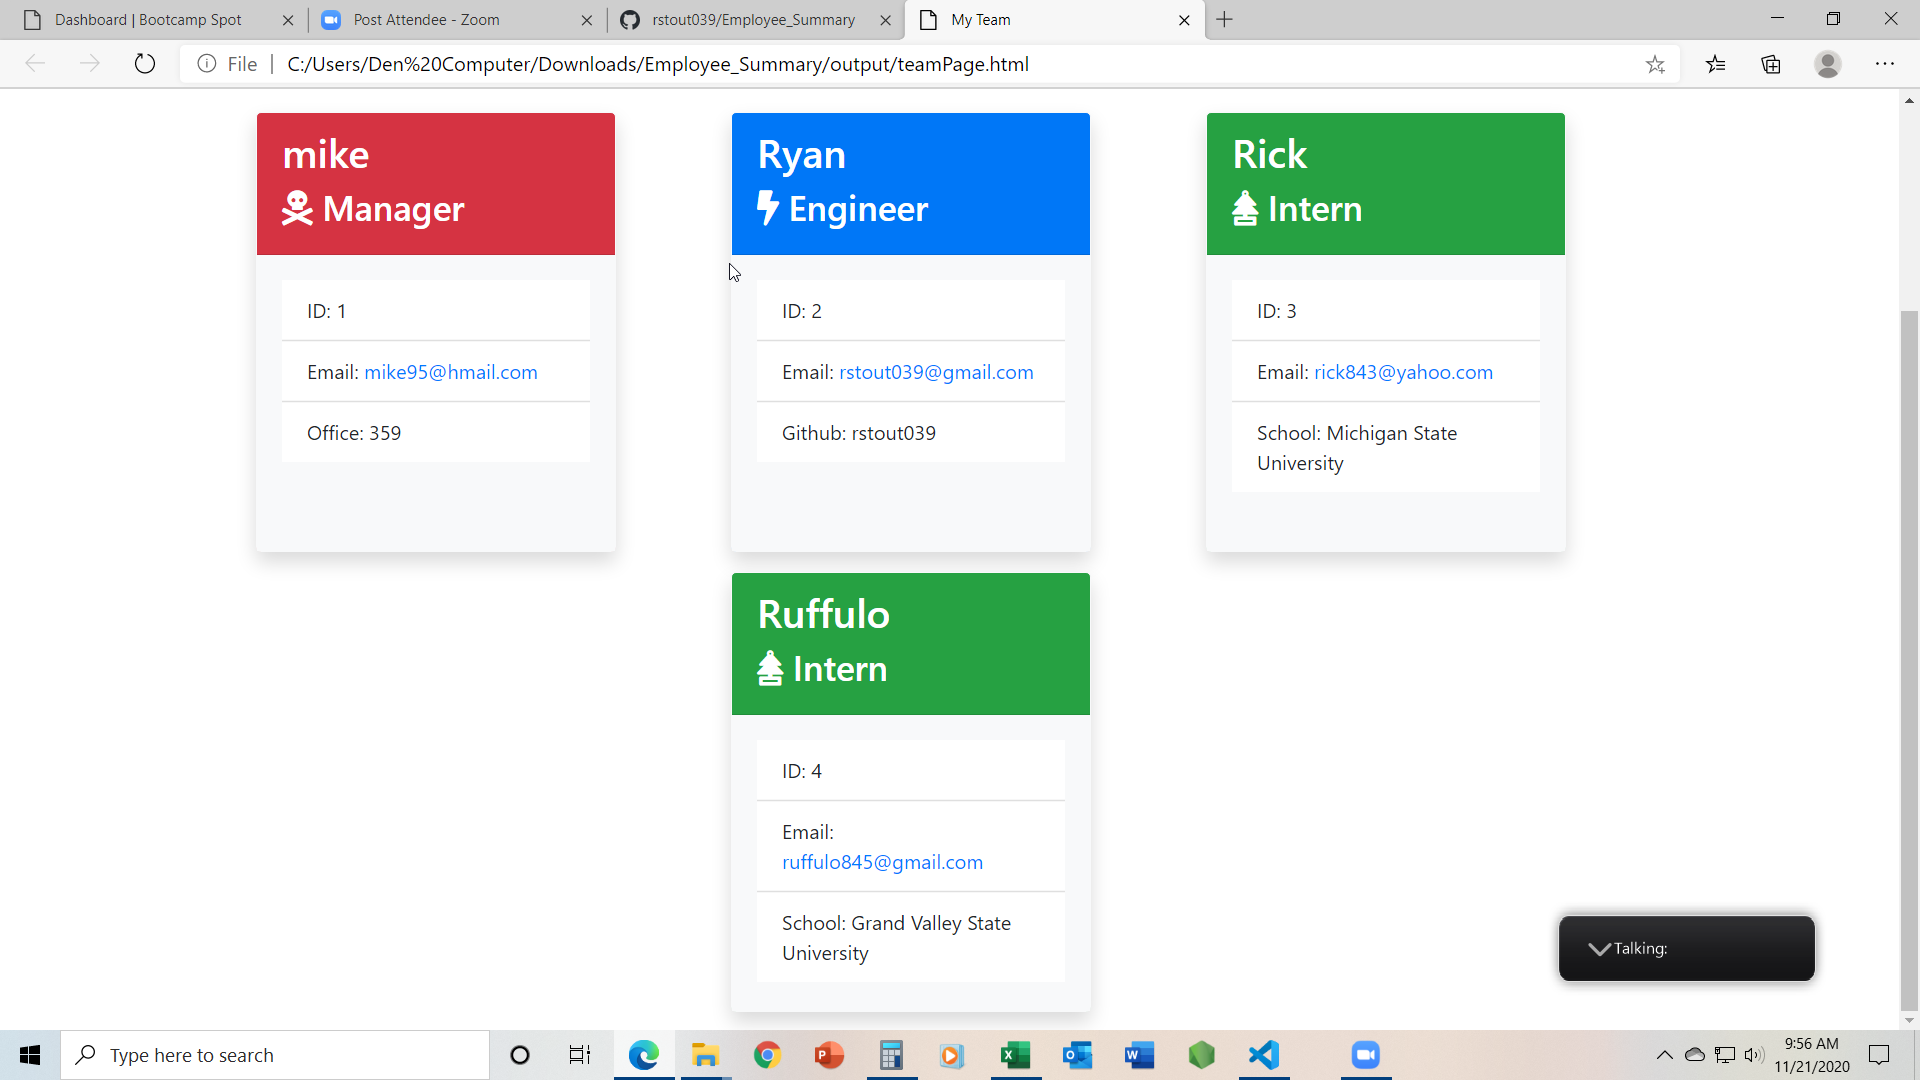 Dashboard | Bootcamp Spot
Post Attendee - Zoom
rstout039/Employee_Summary
My Team
File
C:/Users/Den%20Computer/Downloads/Employee_Summary/output/teamPage.html
mike
Manager
ID: 1
Email: mike95@hmail.com
Office: 359
Ryan
Engineer
ID: 2
Email: rstout039@gmail.com
Github: rstout039
Rick
Intern
ID: 3
Email: rick843@yahoo.com
School: Michigan State
University
Ruffulo
Intern
ID: 4
Email:
ruffulo845@gmail.com
School: Grand Valley State
University
Talking:
Type here to search
9:56 AM
11/21/2020